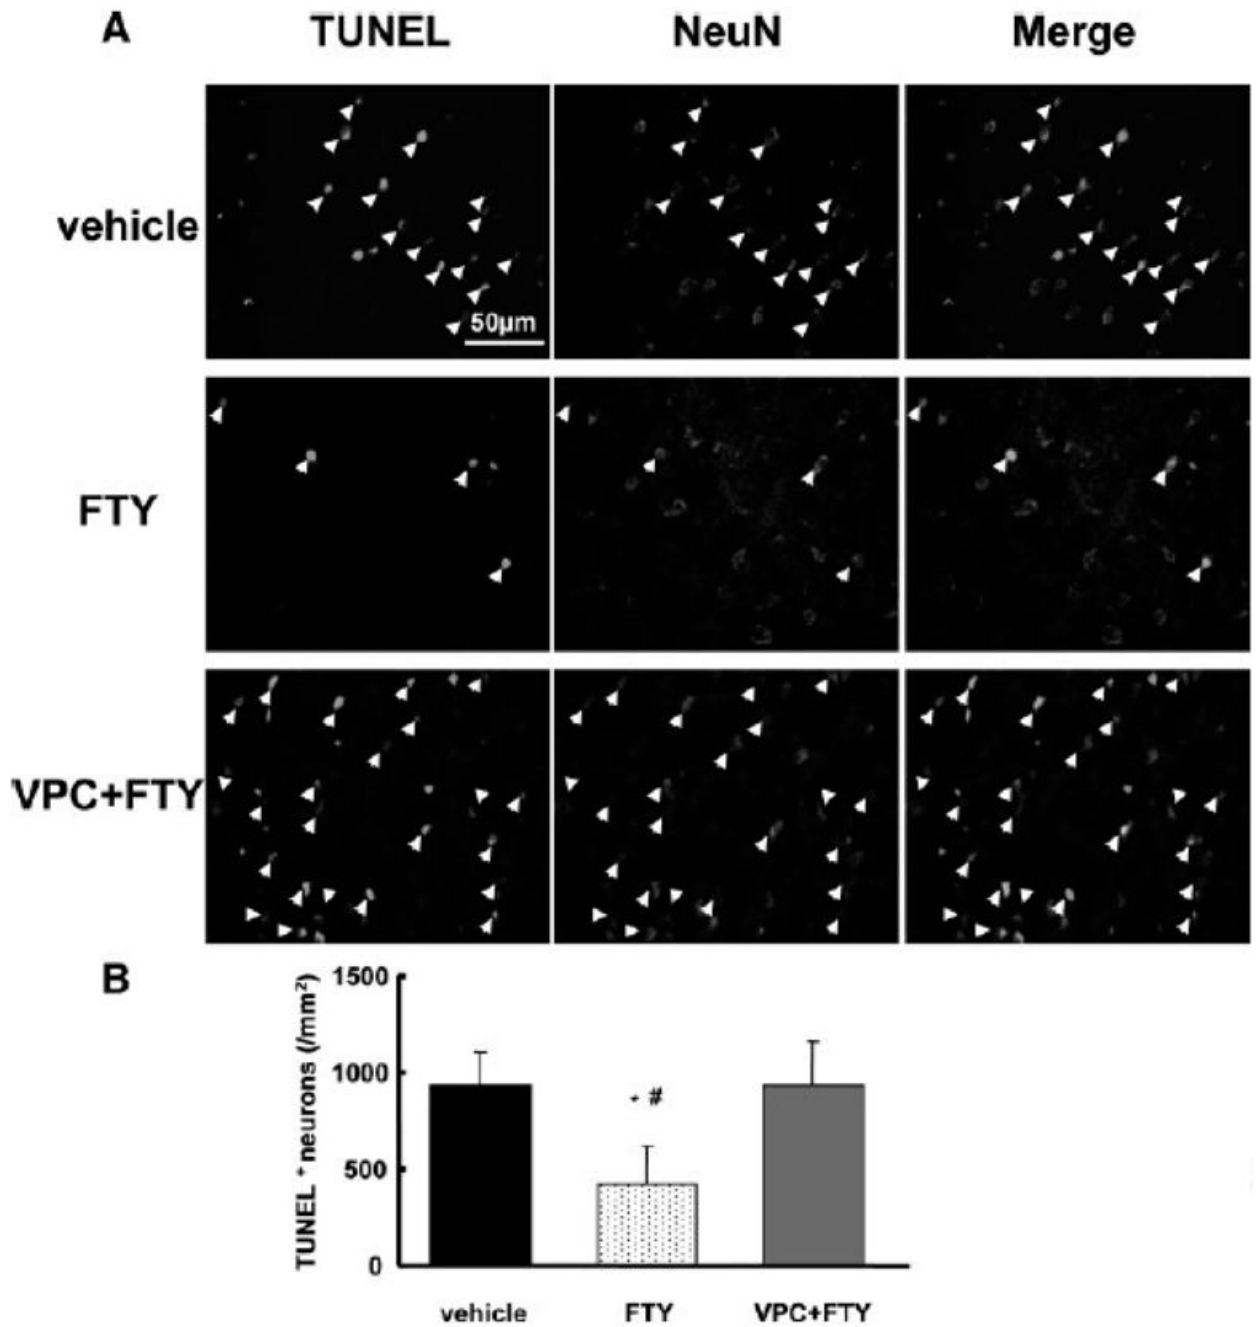 A
TUNEL NeuN Merge
vehicle
50µm
FTY
VPC+FTY
B
TUNEL + neurons (/mm2)
1500
1000
500
0
* #
vehicle FTY VPC+FTY